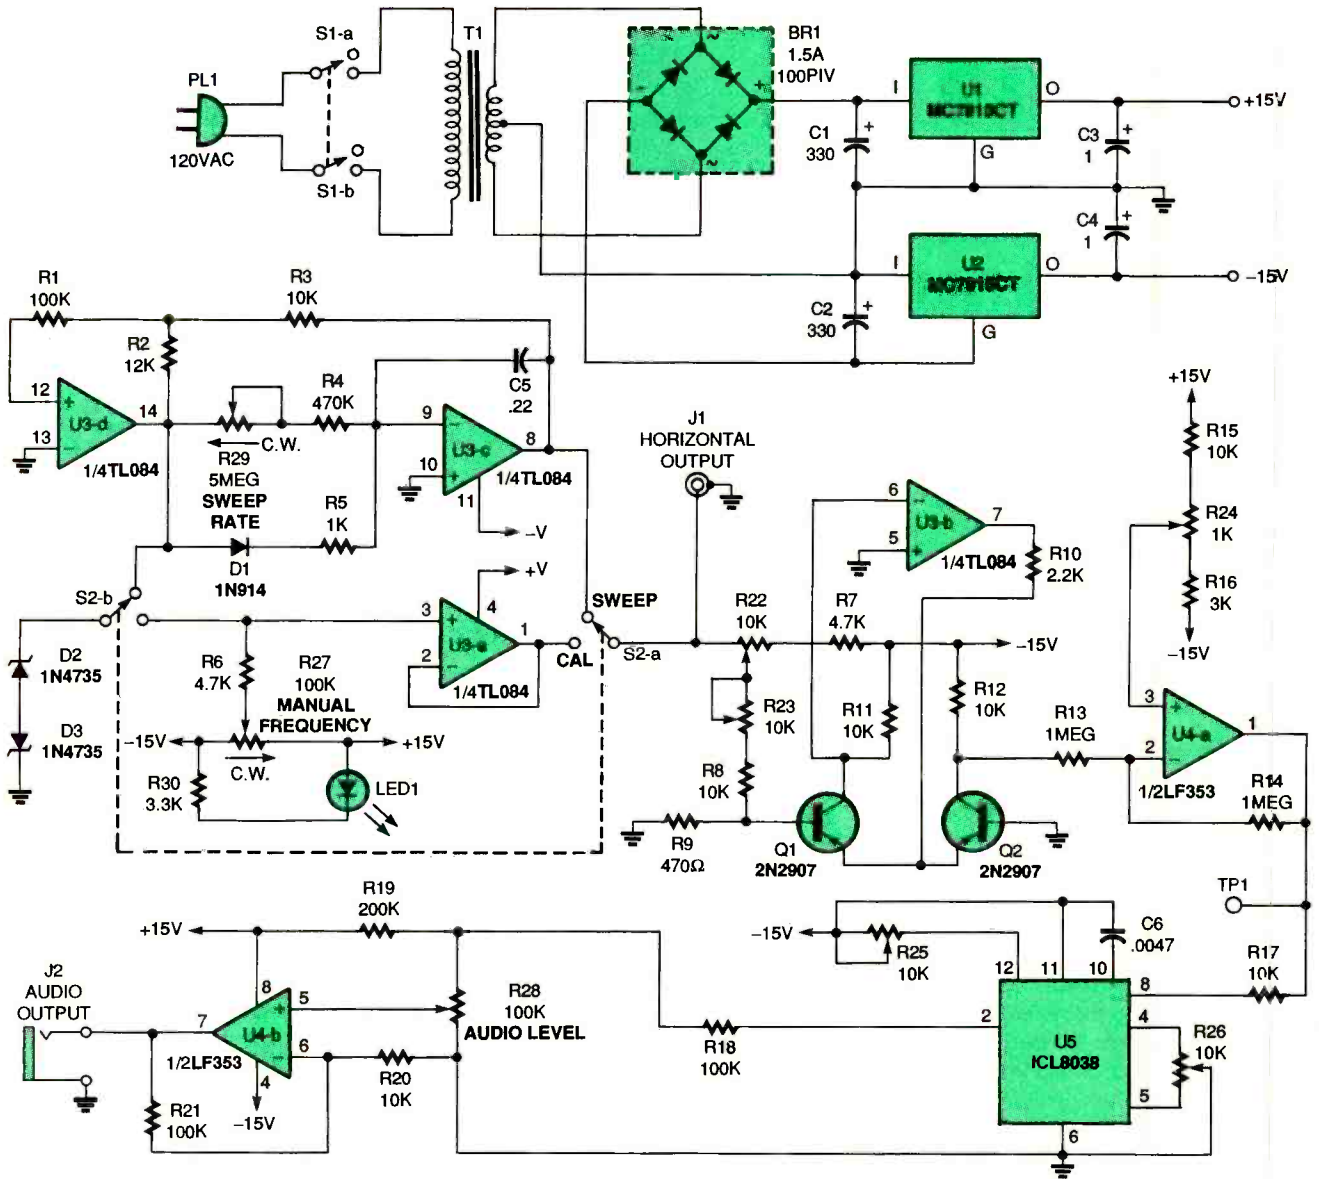 S1-a
T1
BR1
1.5A
100PIV
PL1
120VAC
S1-b
~
−
+
~
C1
330
+
I
U1
MC7815CT
O
G
C3
1
+
+15V
C4
1
+
I
U2
MC7915CT
O
G
C2
330
+
−15V
R1
100K
R3
10K
R2
12K
12
+
13
−
U3-d
14
1/4TL084
R4
470K
C.W.
R29
5MEG
SWEEP
RATE
C5
.22
9
−
10
+
U3-c
8
11
1/4TL084
−V
R5
1K
D1
1N914
S2-b
+V
3
+
4
2
−
U3-a
1
1/4TL084
SWEEP
CAL
S2-a
D2
1N4735
D3
1N4735
R6
4.7K
R27
100K
MANUAL
FREQUENCY
−15V
+15V
C.W.
R30
3.3K
LED1
J1
HORIZONTAL
OUTPUT
6
−
5
+
U3-b
7
1/4TL084
R10
2.2K
R22
10K
R7
4.7K
−15V
R23
10K
R11
10K
R12
10K
R8
10K
R9
470Ω
Q1
2N2907
Q2
2N2907
R13
1MEG
+15V
R15
10K
R24
1K
R16
3K
−15V
3
+
2
−
U4-a
1
1/2LF353
R14
1MEG
TP1
R17
10K
−15V
R25
10K
C6
.0047
12
11
10
8
2
4
U5
ICL8038
R26
10K
5
6
R19
200K
+15V
8
5
+
U4-b
7
6
−
4
1/2LF353
−15V
R28
100K
AUDIO LEVEL
R18
100K
R20
10K
R21
100K
J2
AUDIO
OUTPUT